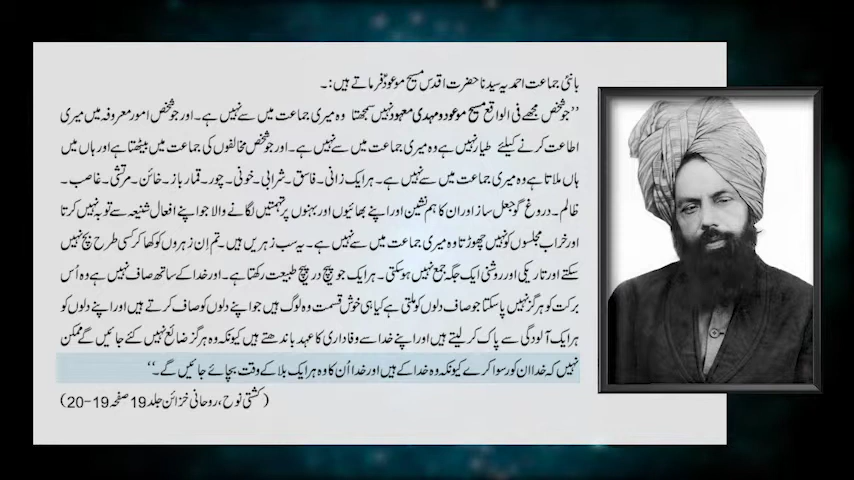 بانئی جماعت احمدیہ سیدنا حضرت اقدس مسیح موعودؑ فرماتے ہیں:۔
’’جو شخص مجھے فی الواقع مسیح موعود و مہدی معہود نہیں سمجھتا وہ میری جماعت میں سے نہیں ہے۔ اور جو شخص امور معروفہ میں میری
اطاعت کرنے کیلئے طیار نہیں ہے وہ میری جماعت میں سے نہیں ہے۔ اور جو شخص مخالفوں کی جماعت میں بیٹھتا ہے اور ہاں میں
ہاں ملاتا ہے وہ میری جماعت میں سے نہیں ہے۔ ہر ایک زانی۔ فاسق۔ شرابی۔ خونی۔ چور۔ قمار باز۔ خائن۔ مرتشی۔ غاصب۔
ظالم۔ دروغ گو جعل ساز اور ان کا ہم نشین اور اپنے بھائیوں اور بہنوں پر تہمتیں لگانے والا جو اپنے افعال شنیعہ سے توبہ نہیں کرتا
اور خراب مجلسوں کو نہیں چھوڑتا وہ میری جماعت میں سے نہیں ہے۔ یہ سب زہریں ہیں۔ تم اِن زہروں کو کھا کر کسی طرح بچ نہیں
سکتے اور تاریکی اور روشنی ایک جگہ جمع نہیں ہو سکتی۔ ہر ایک جو پیچ در پیچ طبیعت رکھتا ہے۔ اور خدا کے ساتھ صاف نہیں ہے وہ اُس
برکت کو ہرگز نہیں پا سکتا جو صاف دلوں کو ملتی ہے کیا ہی خوش قسمت وہ لوگ ہیں جو اپنے دلوں کو صاف کرتے ہیں اور اپنے دلوں کو
ہر ایک آلودگی سے پاک کر لیتے ہیں اور اپنے خدا سے وفاداری کا عہد باندھتے ہیں کیونکہ وہ ہرگز ضائع نہیں کئے جائیں گے ممکن
نہیں کہ خدا ان کو رسوا کرے کیونکہ وہ خدا کے ہیں اور خدا اُن کا وہ ہر ایک بلا کے وقت بچائے جائیں گے۔‘‘
(کشتی نوح، روحانی خزائن جلد 19 صفحہ 19-20)